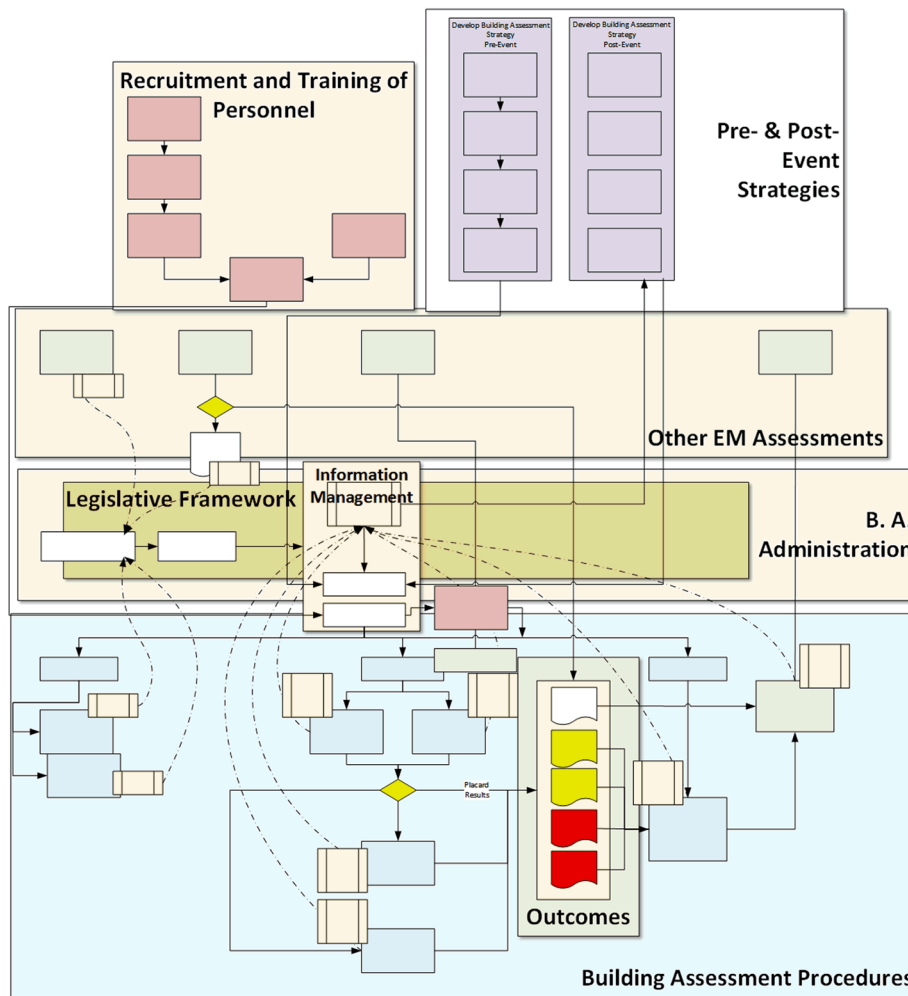 Develop Building Assessment
Strategy
Pre-Event
Develop Building Assessment
Strategy
Post-Event
Recruitment and Training of
Personnel
Pre- & Post-
Event
Strategies
Other EM Assessments
Information
Management
Legislative Framework
B. A.
Administration
Placard
Results
Outcomes
Building Assessment Procedures